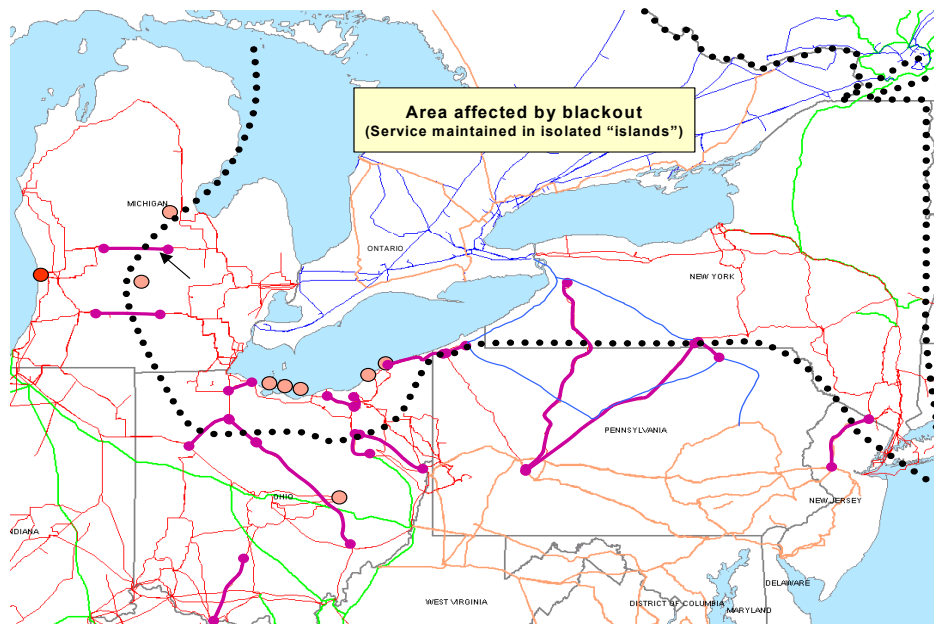 Area affected by blackout
(Service maintained in isolated “islands”)
MICHIGAN
ONTARIO
NEW YORK
PENNSYLVANIA
OHIO
NEW JERSEY
NDIANA
DELAWARE
WEST VIRGINIA
DISTRICT OF COLUMBIA
MARYLAND